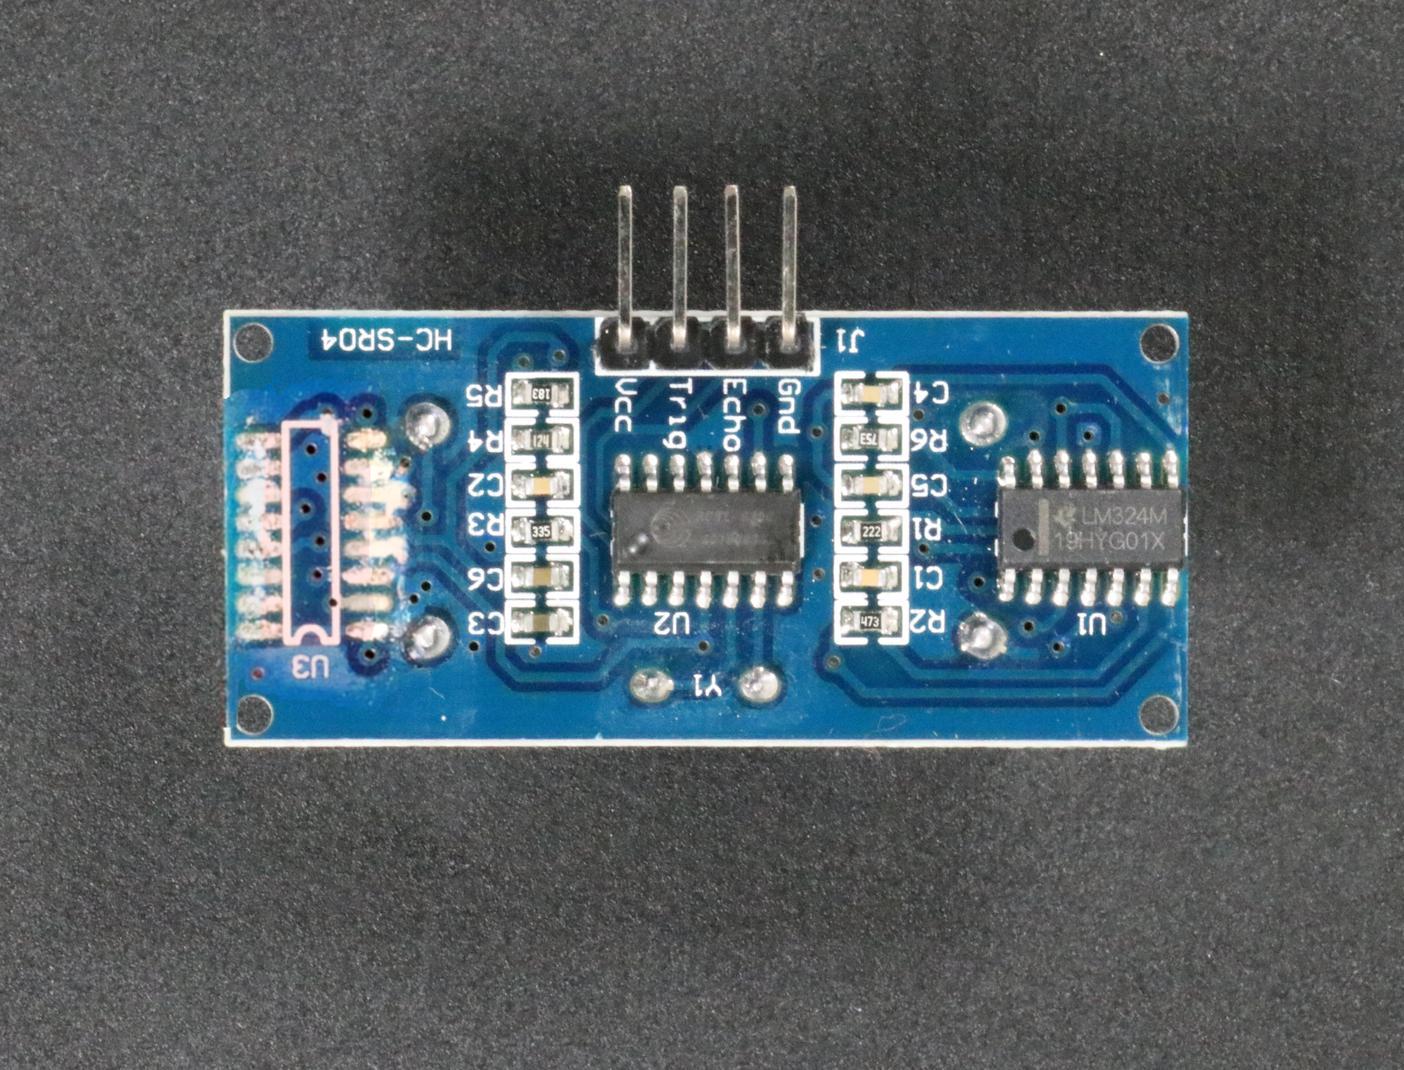 HC-SR04
J1
Vcc
Trig
Echo
Gnd
R5
183
R4
124
C2
R3
335
C6
C3
U3
U2
Y1
C4
R6
753
C5
R1
222
C1
R2
473
LM324M
19HYG01X
U1